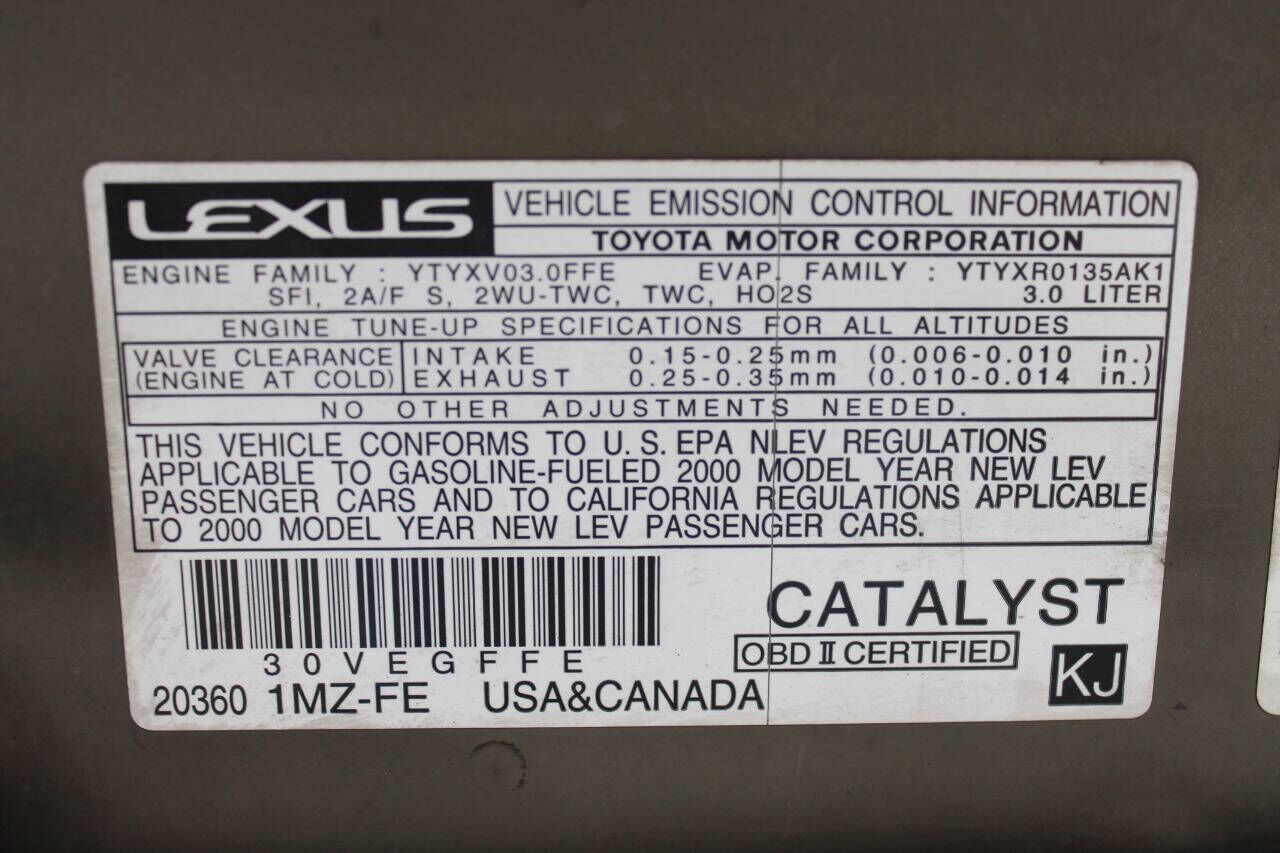 LEXUS
VEHICLE EMISSION CONTROL INFORMATION
TOYOTA MOTOR CORPORATION
ENGINE FAMILY : YTYXV03.0FFE EVAP. FAMILY : YTYXR0135AK1
SFI, 2A/F S, 2WU-TWC, TWC, HO2S 3.0 LITER
ENGINE TUNE-UP SPECIFICATIONS FOR ALL ALTITUDES
VALVE CLEARANCE INTAKE 0.15-0.25mm (0.006-0.010 in.)
(ENGINE AT COLD) EXHAUST 0.25-0.35mm (0.010-0.014 in.)
NO OTHER ADJUSTMENTS NEEDED.
THIS VEHICLE CONFORMS TO U.S. EPA NLEV REGULATIONS
APPLICABLE TO GASOLINE-FUELED 2000 MODEL YEAR NEW LEV
PASSENGER CARS AND TO CALIFORNIA REGULATIONS APPLICABLE
TO 2000 MODEL YEAR NEW LEV PASSENGER CARS.
CATALYST
OBD II CERTIFIED
30VEGFFE
KJ
20360 1MZ-FE USA&CANADA